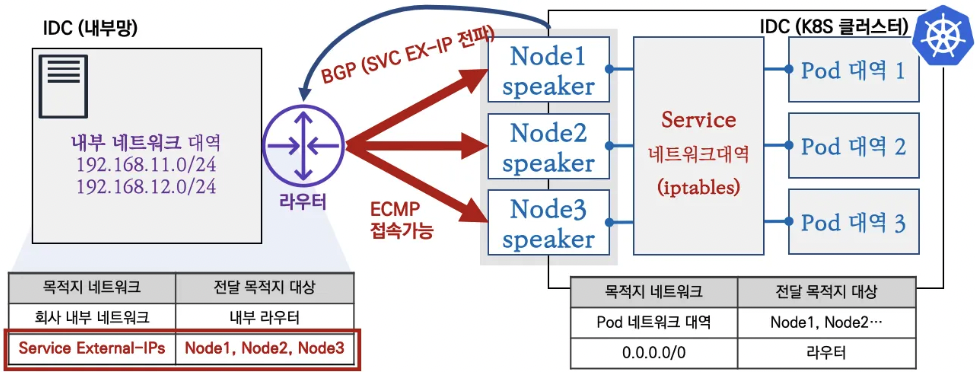 IDC (내부망)
IDC (K8S 클러스터)
BGP (SVC EX-IP 전파)
내부 네트워크 대역
192.168.11.0/24
192.168.12.0/24
라우터
ECMP
접속가능
Node1
speaker
Node2
speaker
Node3
speaker
Service
네트워크대역
(iptables)
Pod 대역 1
Pod 대역 2
Pod 대역 3
목적지 네트워크 전달 목적지 대상
회사 내부 네트워크 내부 라우터
Service External-IPs Node1, Node2, Node3
목적지 네트워크 전달 목적지 대상
Pod 네트워크 대역 Node1, Node2…
0.0.0.0/0 라우터